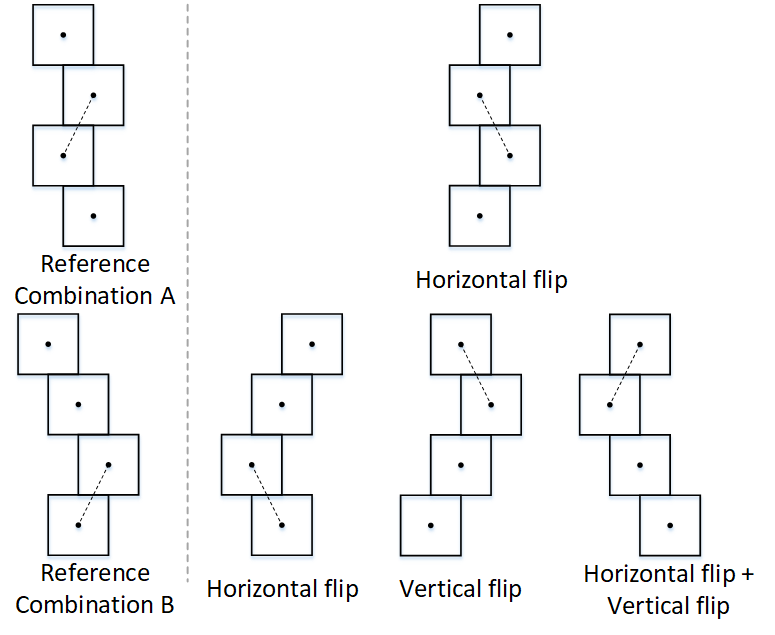 Reference
Combination A
Horizontal flip
Reference
Combination B
Horizontal flip
Vertical flip
Horizontal flip +
Vertical flip